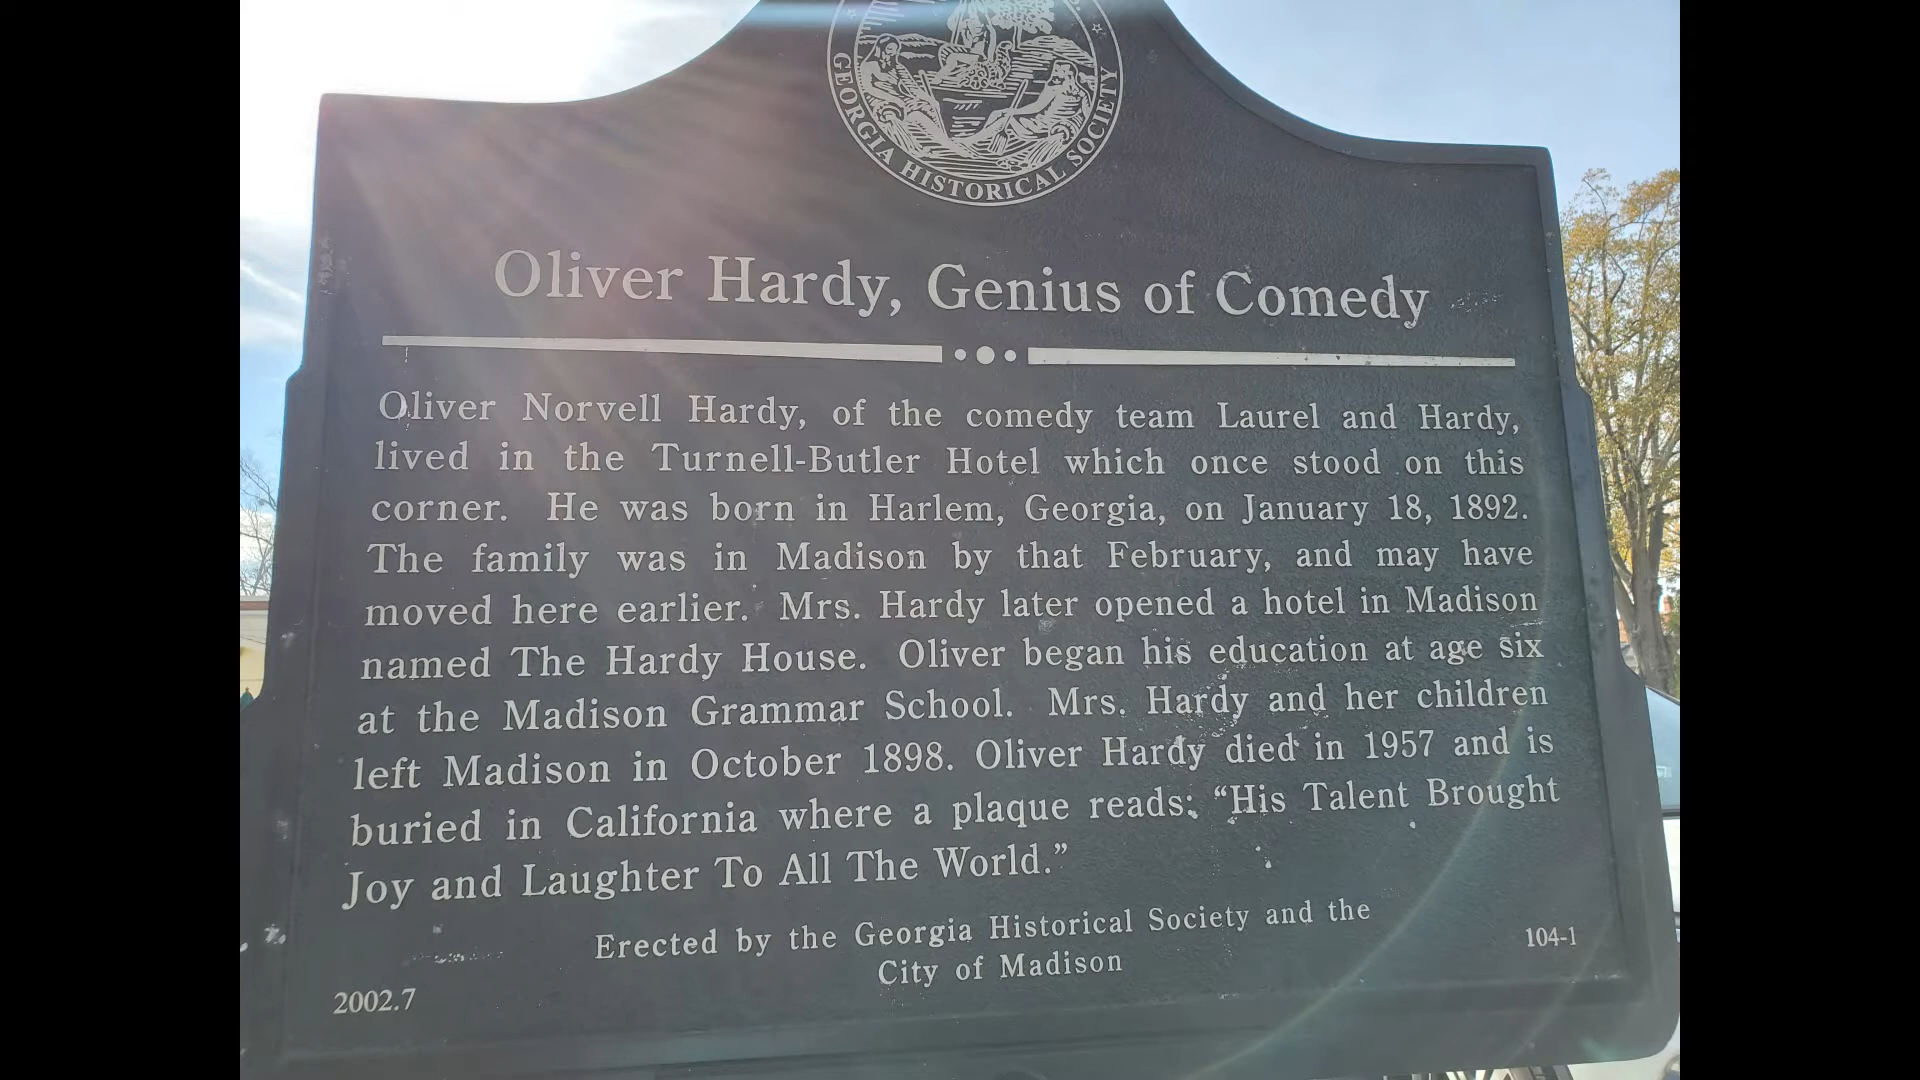 GEORGIA HISTORICAL SOCIETY
Oliver Hardy, Genius of Comedy
Oliver Norvell Hardy, of the comedy team Laurel and Hardy,
lived in the Turnell-Butler Hotel which once stood on this
corner. He was born in Harlem, Georgia, on January 18, 1892.
The family was in Madison by that February, and may have
moved here earlier. Mrs. Hardy later opened a hotel in Madison
named The Hardy House. Oliver began his education at age six
at the Madison Grammar School. Mrs. Hardy and her children
left Madison in October 1898. Oliver Hardy died in 1957 and is
buried in California where a plaque reads: “His Talent Brought
Joy and Laughter To All The World.”
Erected by the Georgia Historical Society and the
City of Madison
104-1
2002.7